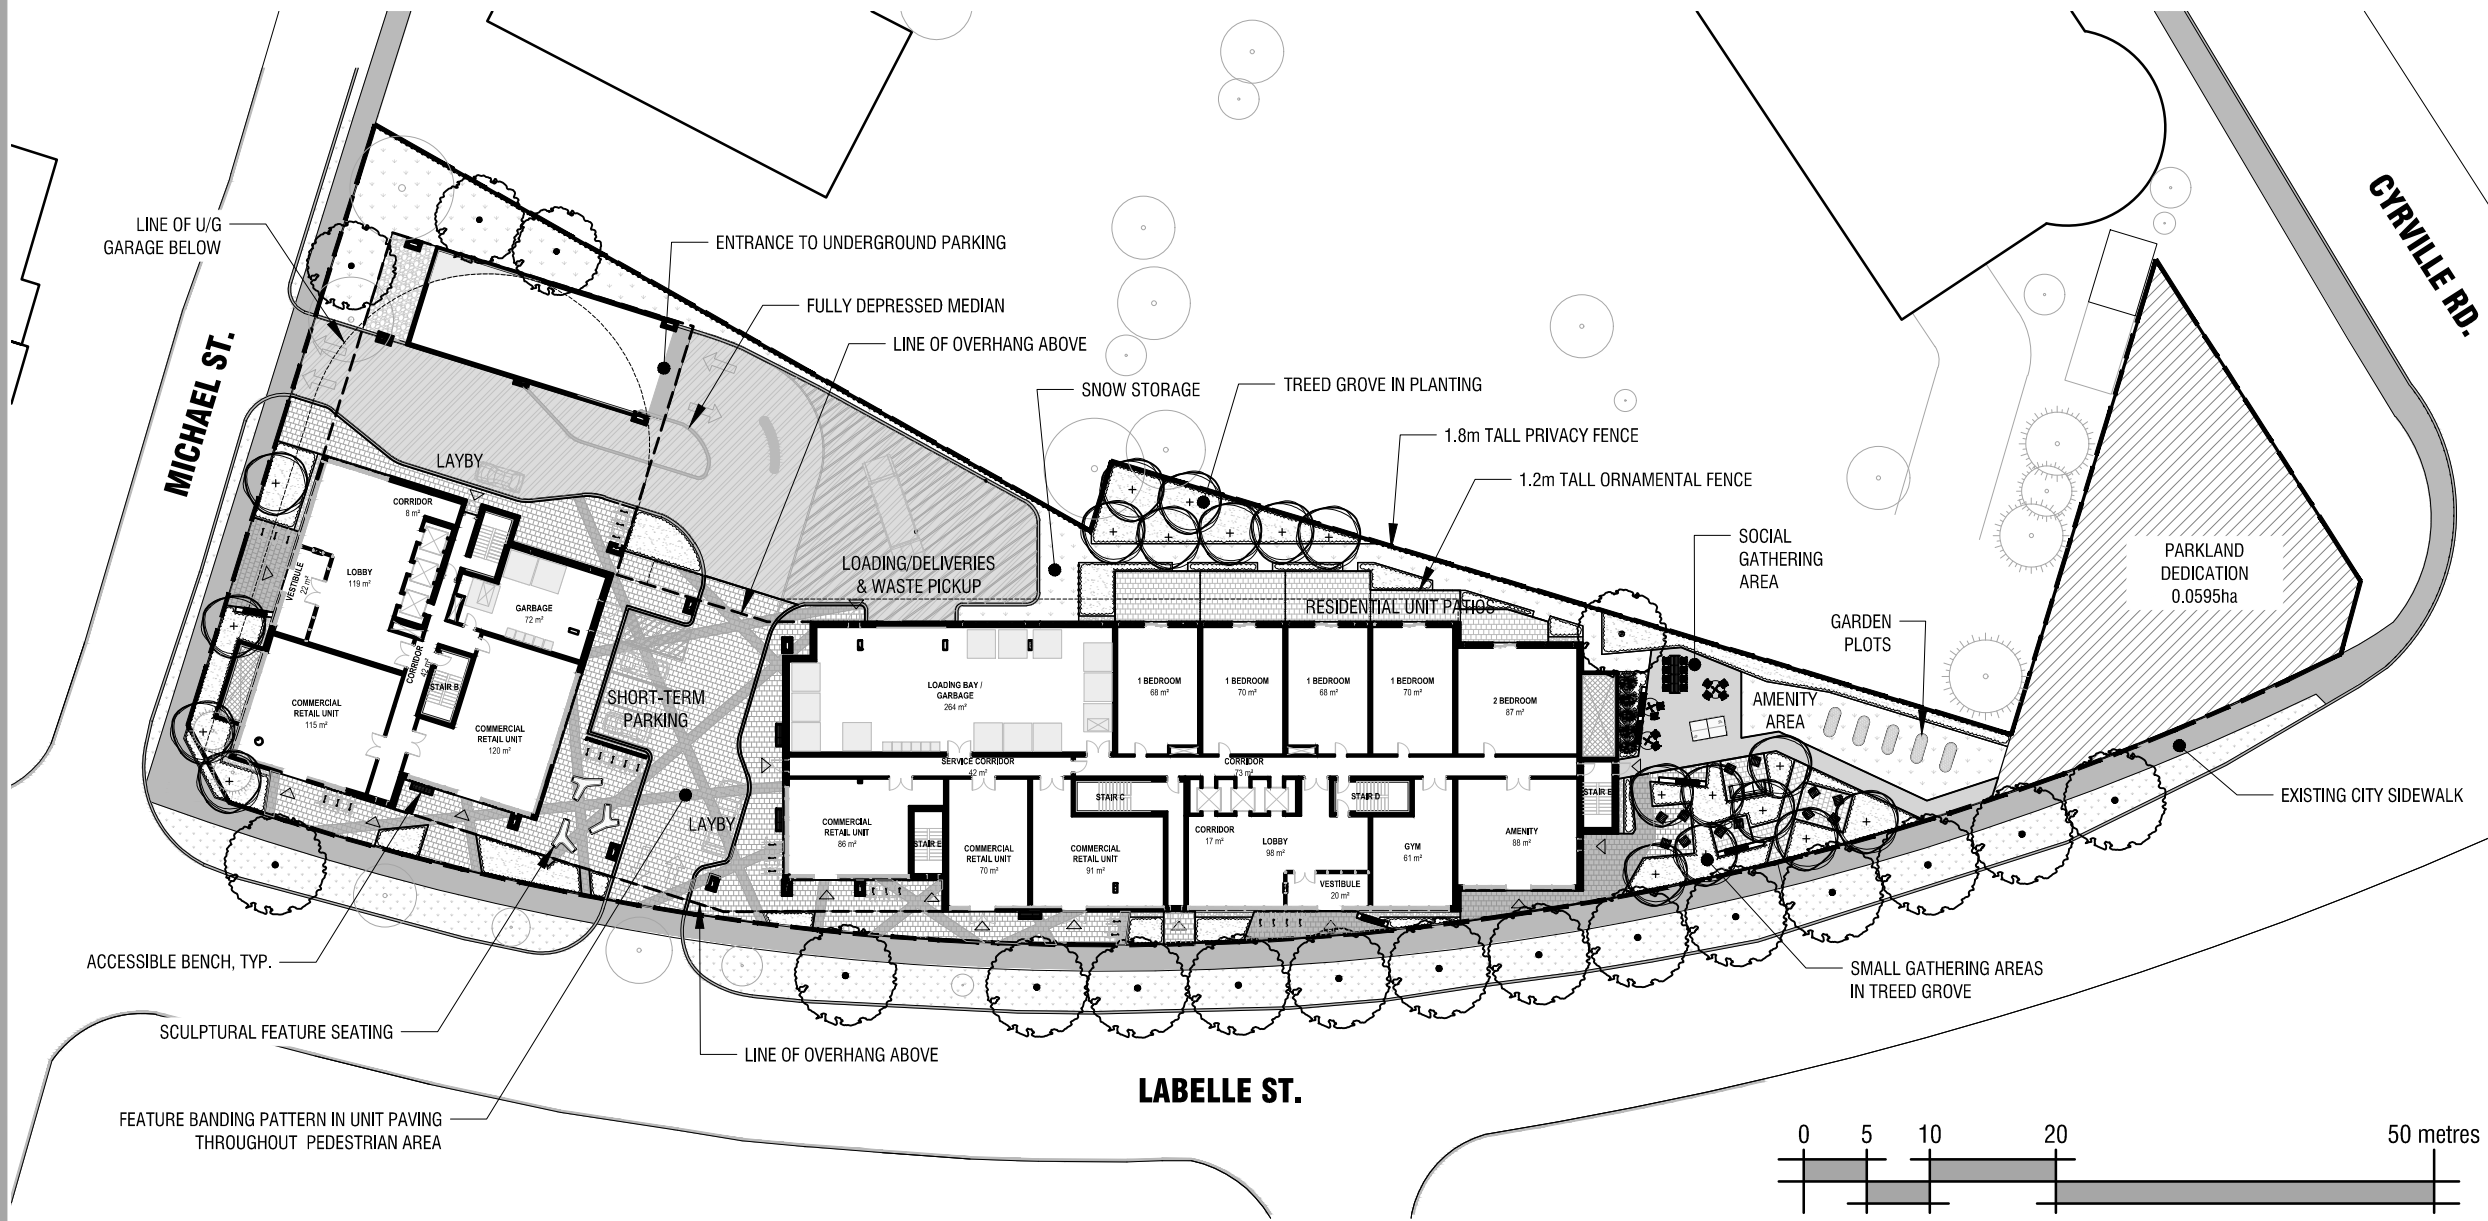 LINE OF U/G
GARAGE BELOW
ENTRANCE TO UNDERGROUND PARKING
FULLY DEPRESSED MEDIAN
LINE OF OVERHANG ABOVE
SNOW STORAGE
TREED GROVE IN PLANTING
1.8m TALL PRIVACY FENCE
1.2m TALL ORNAMENTAL FENCE
SOCIAL
GATHERING
AREA
GARDEN
PLOTS
PARKLAND
DEDICATION
0.0595ha
CYRVILLE RD.
MICHAEL ST.
LAYBY
CORRIDOR
8 m²
LOBBY
119 m²
VESTIBULE
22 m²
GARBAGE
72 m²
CORRIDOR
42 m²
STAIR B
COMMERCIAL
RETAIL UNIT
115 m²
COMMERCIAL
RETAIL UNIT
120 m²
LOADING/DELIVERIES
& WASTE PICKUP
SHORT-TERM
PARKING
LAYBY
LOADING BAY /
GARBAGE
264 m²
RESIDENTIAL UNIT PATIOS
1 BEDROOM
68 m²
1 BEDROOM
70 m²
1 BEDROOM
68 m²
1 BEDROOM
70 m²
2 BEDROOM
87 m²
AMENITY
AREA
SERVICE CORRIDOR
42 m²
CORRIDOR
73 m²
COMMERCIAL
RETAIL UNIT
86 m²
STAIR E
COMMERCIAL
RETAIL UNIT
70 m²
STAIR C
COMMERCIAL
RETAIL UNIT
91 m²
CORRIDOR
17 m²
LOBBY
98 m²
VESTIBULE
20 m²
STAIR D
GYM
61 m²
AMENITY
88 m²
EXISTING CITY SIDEWALK
SMALL GATHERING AREAS
IN TREED GROVE
ACCESSIBLE BENCH, TYP.
SCULPTURAL FEATURE SEATING
LINE OF OVERHANG ABOVE
FEATURE BANDING PATTERN IN UNIT PAVING
THROUGHOUT PEDESTRIAN AREA
LABELLE ST.
0 5 10 20 50 metres